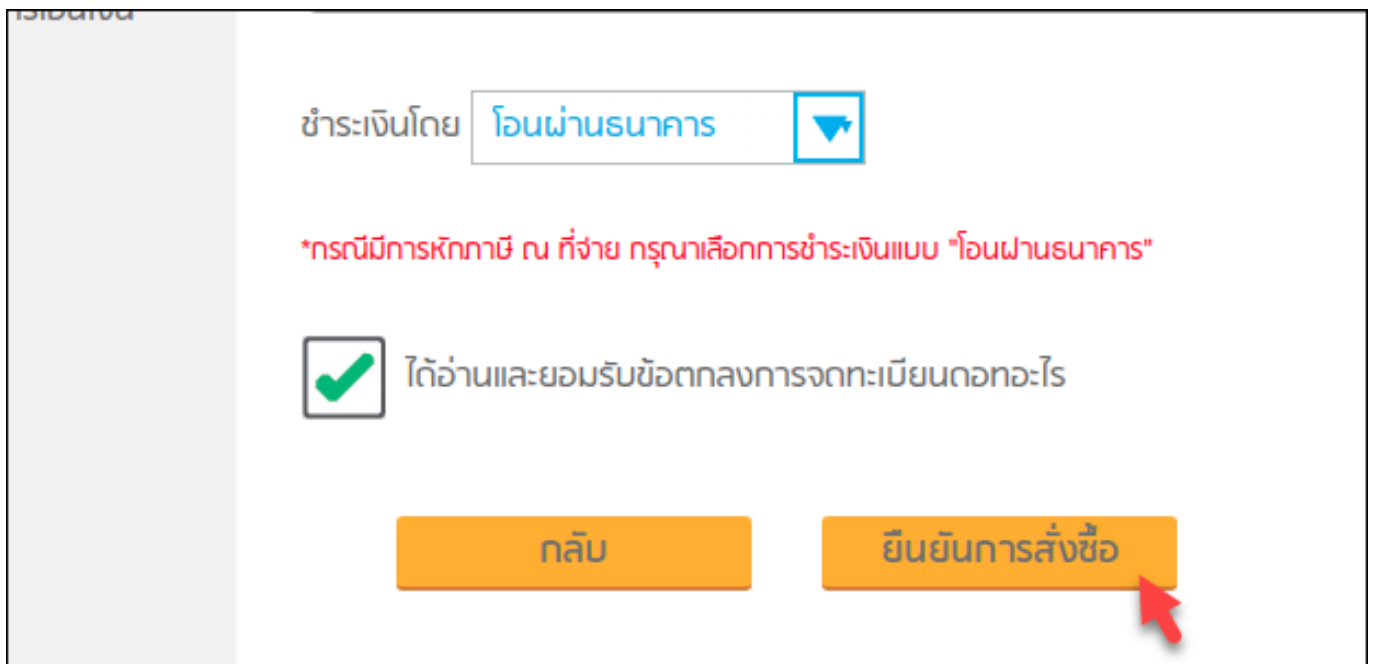 ชำระเงินโดย โอนผ่านธนาคาร
*กรณีมีการหักภาษี ณ ที่จ่าย กรุณาเลือกการชำระเงินแบบ "โอนฝานธนาคาร"
ได้อ่านและยอมรับข้อตกลงการจดทะเบียนดอทอะไร
กลับ ยืนยันการสั่งซื้อ